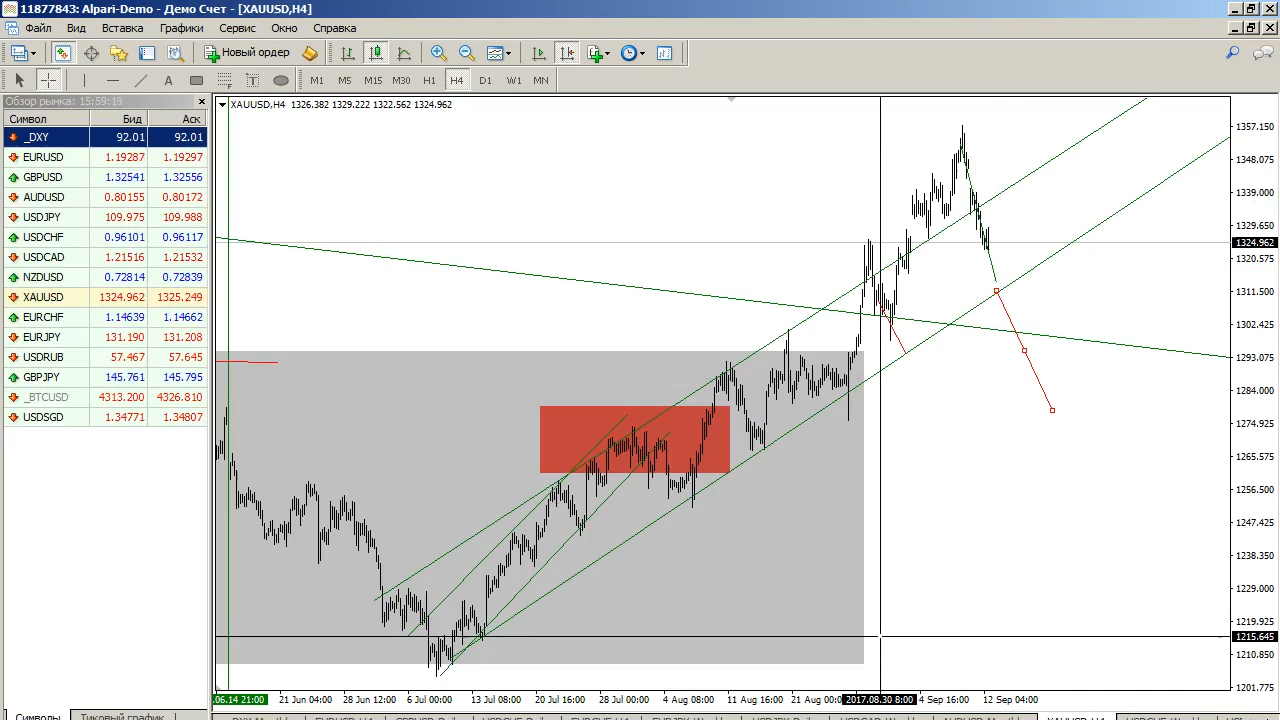 11877843: Alpari-Demo - Демо Счет - [XAUUSD,H4]
Файл Вид Вставка Графики Сервис Окно Справка
Новый ордер
A T M1 M5 M15 M30 H1 H4 D1 W1 MN
Обзор рынка: 15:59:19
Символ Бид Аск
_DXY 92.01 92.01
EURUSD 1.19287 1.19297
GBPUSD 1.32541 1.32556
AUDUSD 0.80155 0.80172
USDJPY 109.975 109.988
USDCHF 0.96101 0.96117
USDCAD 1.21516 1.21532
NZDUSD 0.72814 0.72839
XAUUSD 1324.962 1325.249
EURCHF 1.14639 1.14662
EURJPY 131.190 131.208
USDRUB 57.467 57.645
GBPJPY 145.761 145.795
_BTCUSD 4313.200 4326.810
USDSGD 1.34771 1.34807
XAUUSD,H4 1326.382 1329.222 1322.562 1324.962
1357.075
1348.075
1339.000
1329.650
1324.962
1320.575
1311.500
1302.425
1293.075
1284.000
1274.925
1265.575
1256.500
1247.425
1238.350
1229.000
1219.925
1215.645
1210.850
1201.775
.06.14 21:00 21 Jun 04:00 28 Jun 12:00 6 Jul 00:00 13 Jul 08:00 20 Jul 16:00 28 Jul 00:00 4 Aug 08:00 11 Aug 16:00 21 Aug 00:00 2017.08.30 8:00 4 Sep 16:00 12 Sep 04:00
Символы Тиковый график